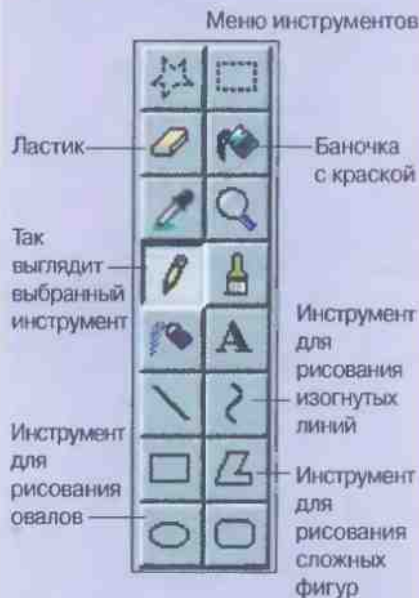 Меню инструментов
Ластик
Баночка
с краской
Так
выглядит
выбранный
инструмент
A
Инструмент
для
рисования
изогнутых
линий
Инструмент
для
рисования
овалов
Инструмент
для
рисования
сложных
фигур